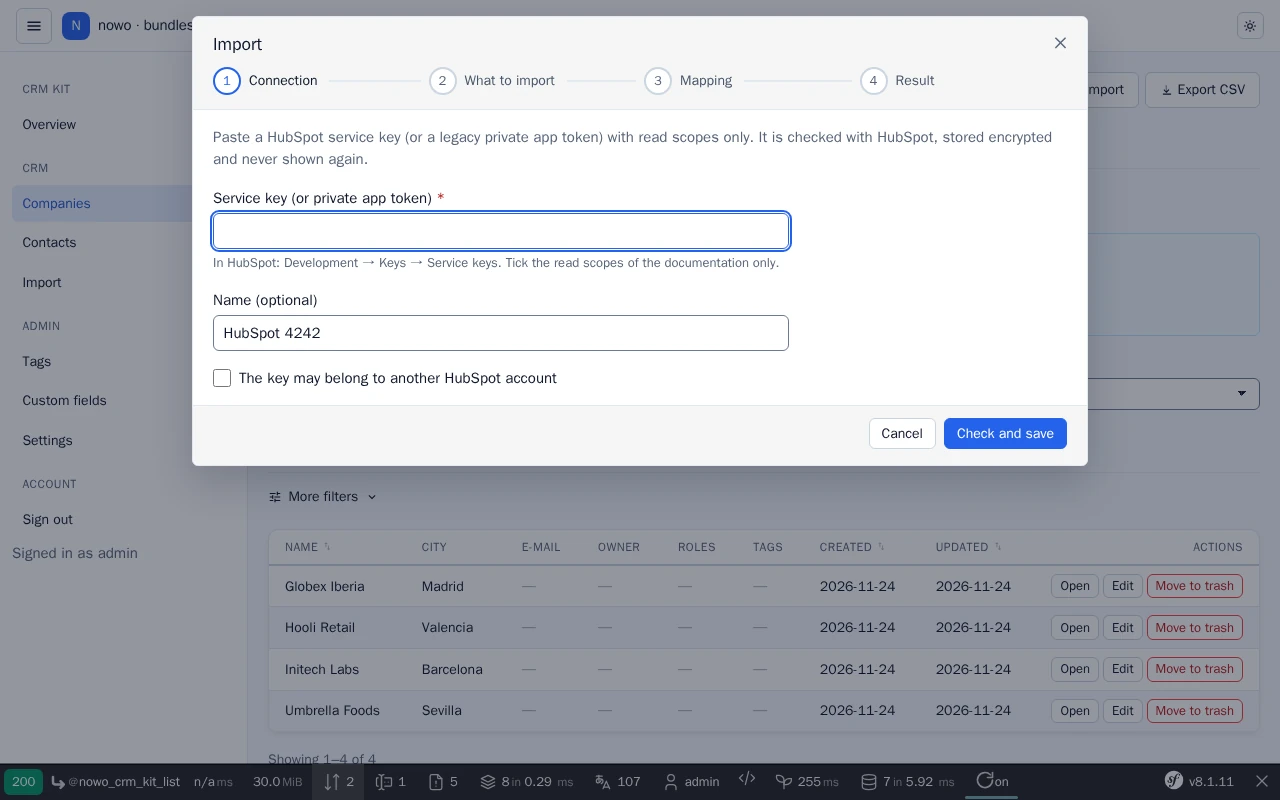 N nowo · bundles
Import
1 Connection 2 What to import 3 Mapping 4 Result
mport
Export CSV
CRM KIT
Overview
CRM
Companies
Contacts
Import
ADMIN
Tags
Custom fields
Settings
ACCOUNT
Sign out
Signed in as admin
Paste a HubSpot service key (or a legacy private app token) with read scopes only. It is checked with HubSpot, stored encrypted
and never shown again.
Service key (or private app token) *
In HubSpot: Development → Keys → Service keys. Tick the read scopes of the documentation only.
Name (optional)
HubSpot 4242
The key may belong to another HubSpot account
Cancel Check and save
More filters
NAME CITY E-MAIL OWNER ROLES TAGS CREATED UPDATED ACTIONS
Globex Iberia Madrid — — — — 2026-11-24 2026-11-24 Open Edit Move to trash
Hooli Retail Valencia — — — — 2026-11-24 2026-11-24 Open Edit Move to trash
Initech Labs Barcelona — — — — 2026-11-24 2026-11-24 Open Edit Move to trash
Umbrella Foods Sevilla — — — — 2026-11-24 2026-11-24 Open Edit Move to trash
Showing 1–4 of 4
200 @nowo_crm_kit_list n/a ms 30.0 MiB 2 1 5 8 in 0.29 ms 107 admin 255 ms 7 in 5.92 ms on v8.1.11